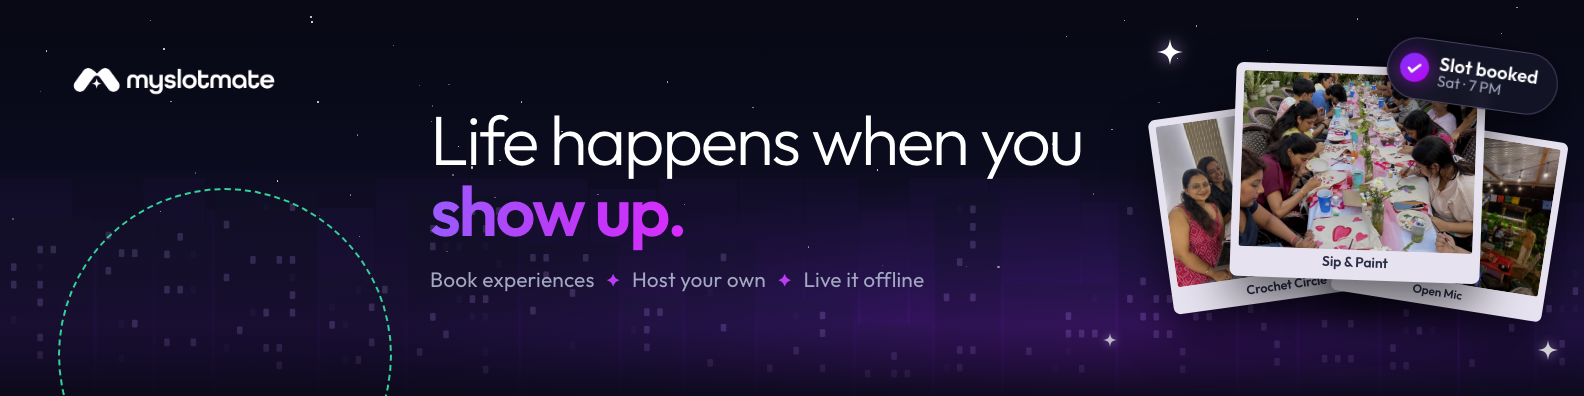 myslotmate
Life happens when you
show up.
Book experiences ✦ Host your own ✦ Live it offline
Slot booked
Sat · 7 PM
Sip & Paint
Crochet Circle
Open Mic